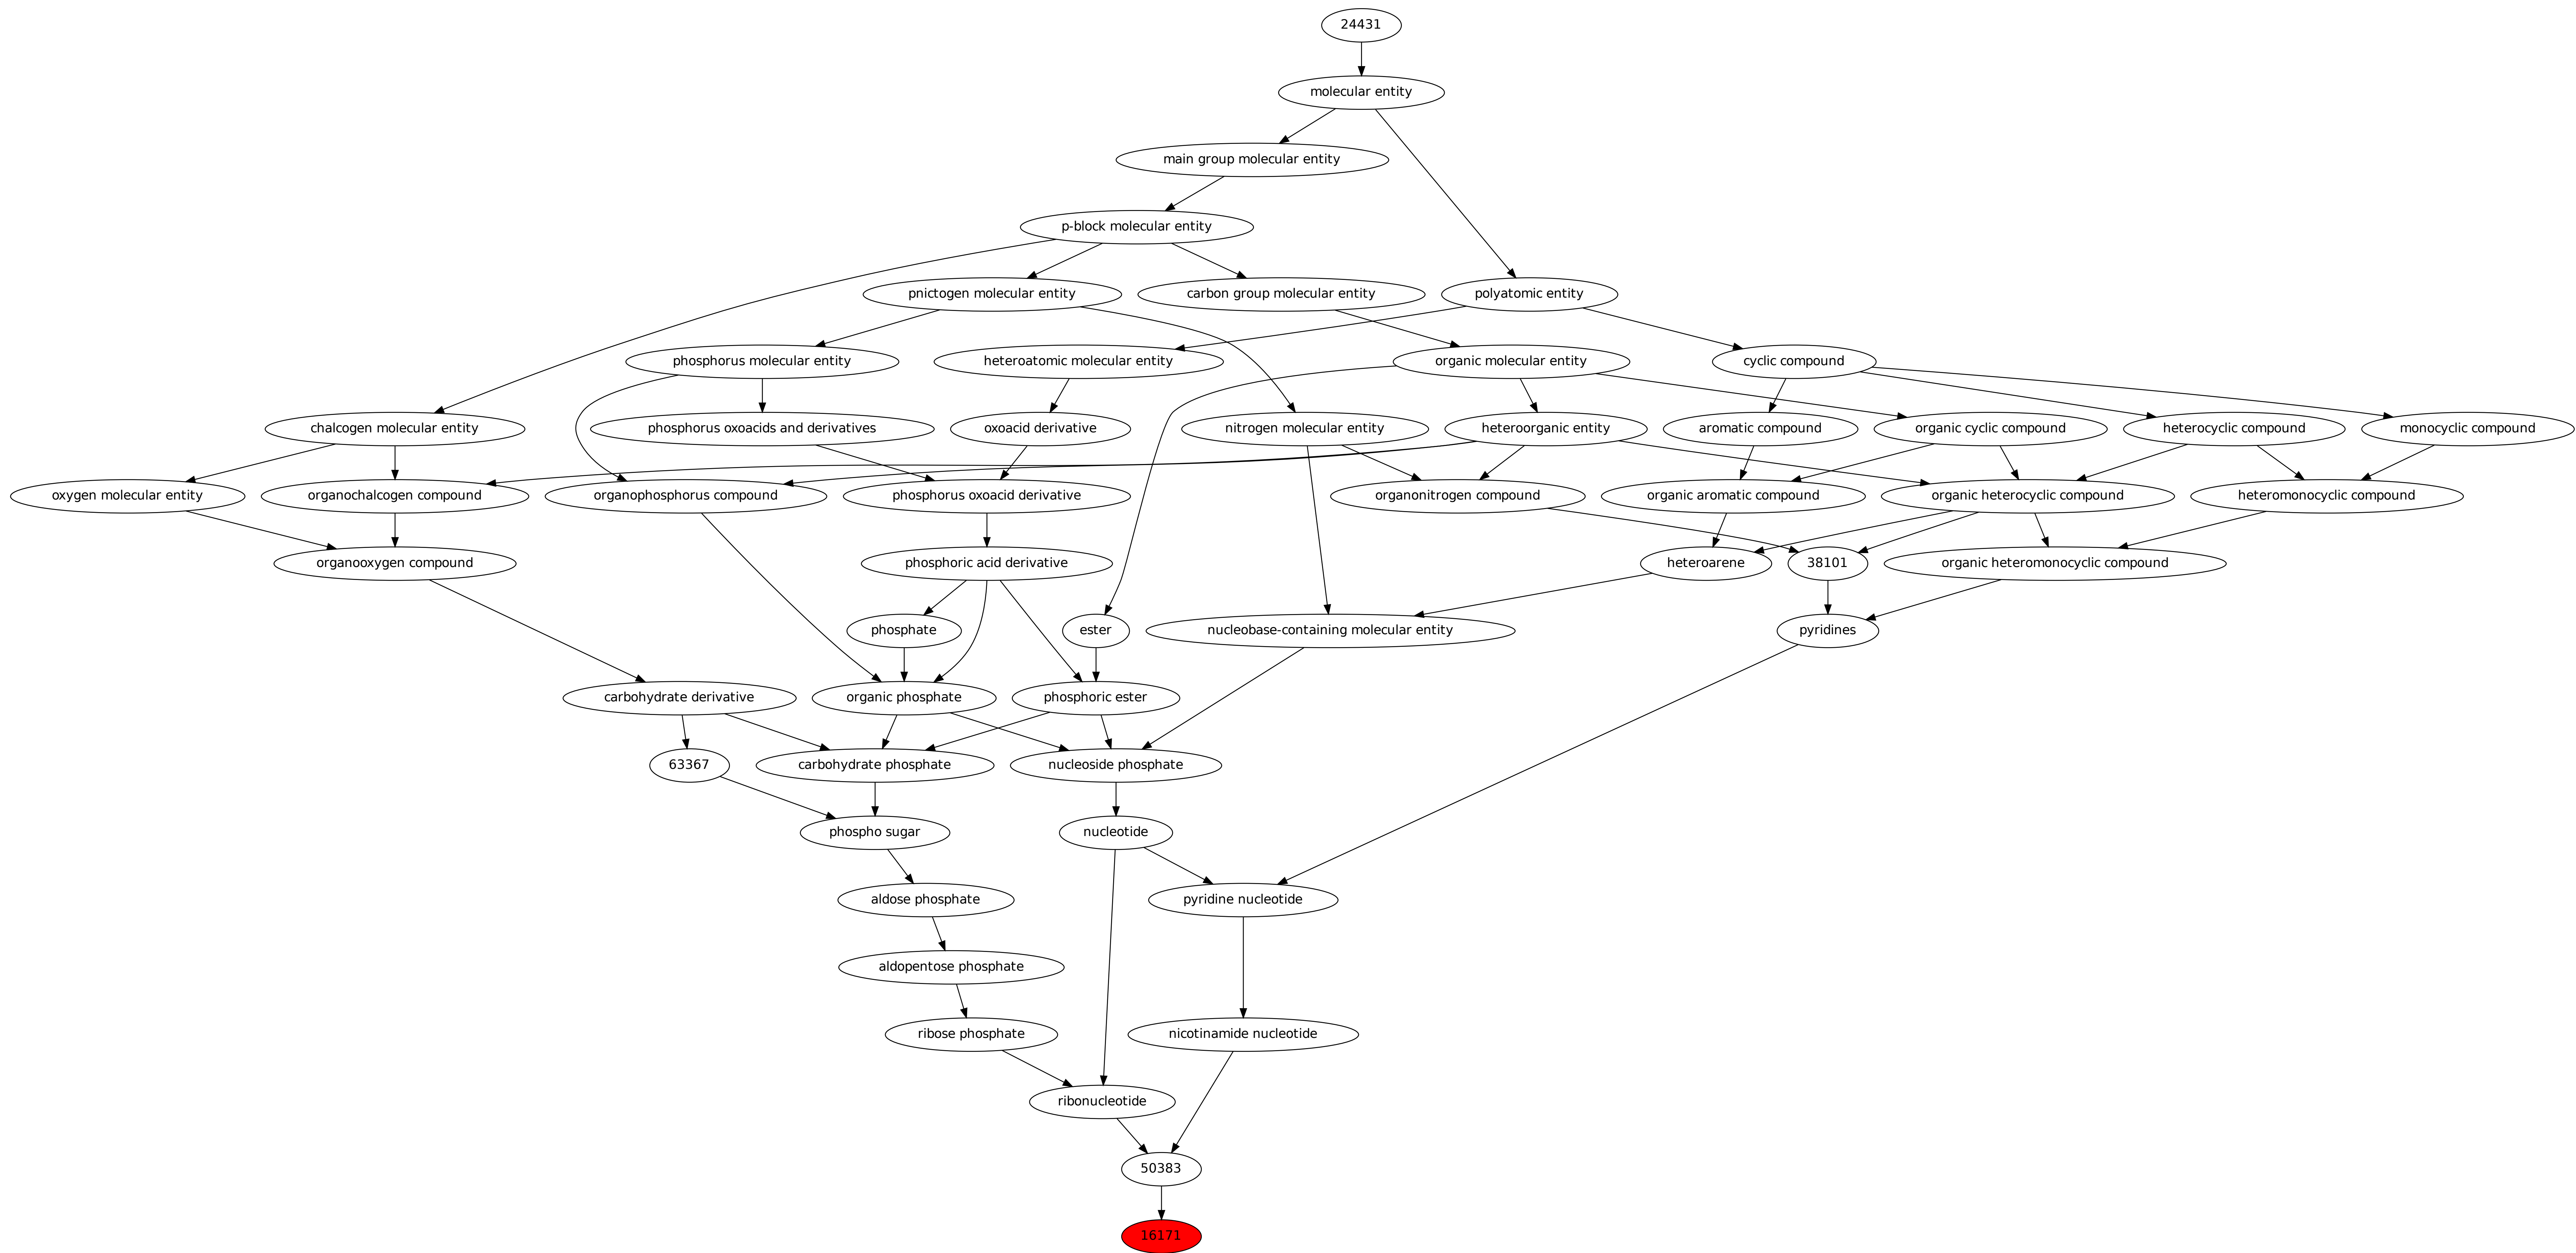 24431
molecular entity
main group molecular entity
p-block molecular entity
pnictogen molecular entity
carbon group molecular entity
polyatomic entity
phosphorus molecular entity
heteroatomic molecular entity
organic molecular entity
cyclic compound
chalcogen molecular entity
phosphorus oxoacids and derivatives
oxoacid derivative
nitrogen molecular entity
heteroorganic entity
aromatic compound
organic cyclic compound
heterocyclic compound
monocyclic compound
oxygen molecular entity
organochalcogen compound
organophosphorus compound
phosphorus oxoacid derivative
organonitrogen compound
organic aromatic compound
organic heterocyclic compound
heteromonocyclic compound
organooxygen compound
phosphoric acid derivative
heteroarene
38101
organic heteromonocyclic compound
phosphate
ester
nucleobase-containing molecular entity
pyridines
carbohydrate derivative
organic phosphate
phosphoric ester
63367
carbohydrate phosphate
nucleoside phosphate
phospho sugar
nucleotide
aldose phosphate
pyridine nucleotide
aldopentose phosphate
ribose phosphate
nicotinamide nucleotide
ribonucleotide
50383
16171